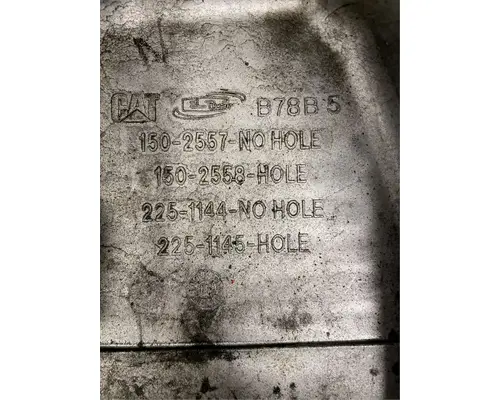 N
CAT B78B 5
150-2557-NO HOLE
150-2558-HOLE
225-1144-NO HOLE
225-1145-HOLE